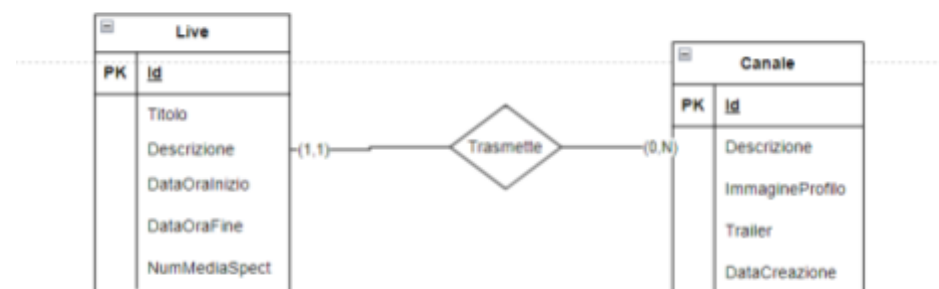 Live
PK Id
Titolo
Descrizione
DataOraInizio
DataOraFine
NumMediaSpect
(1,1)
Trasmette
(0,N)
Canale
PK Id
Descrizione
ImmagineProfilo
Trailer
DataCreazione